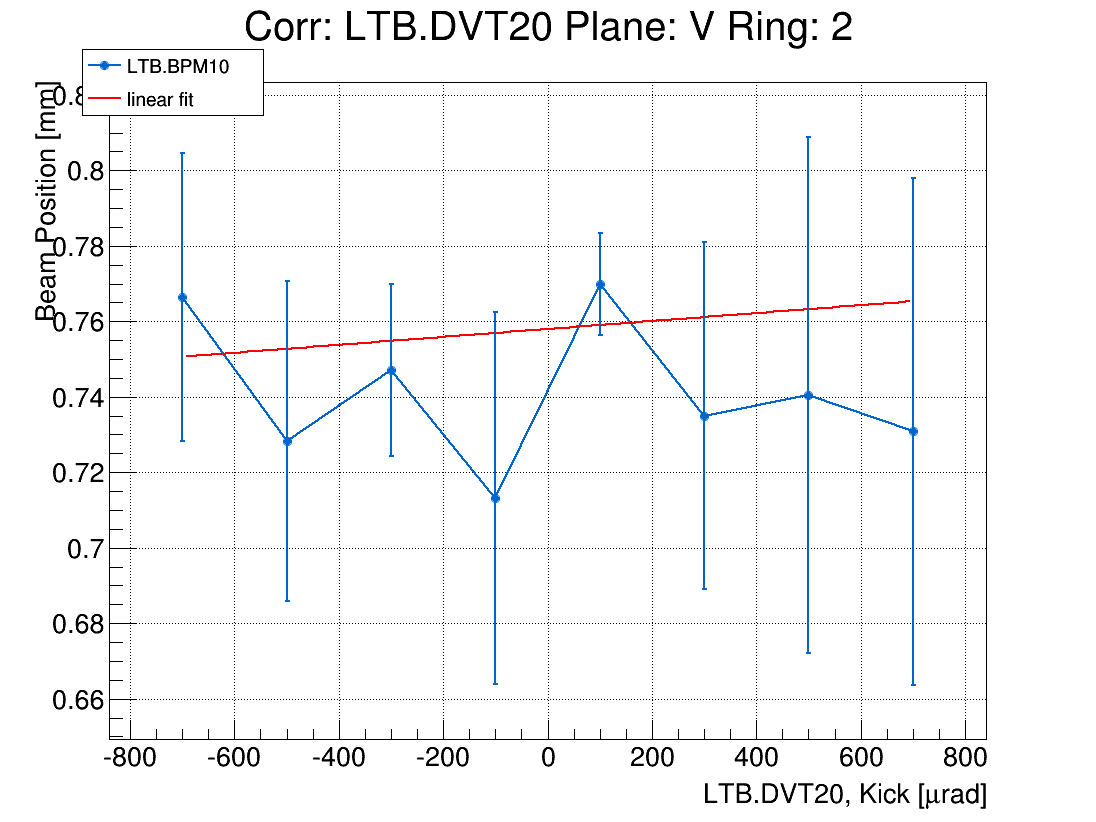 Corr: LTB.DVT20 Plane: V Ring: 2
LTB.BPM10
linear fit
Beam Position [mm]
0.8
0.78
0.76
0.74
0.72
0.7
0.68
0.66
-800 -600 -400 -200 0 200 400 600 800
LTB.DVT20, Kick [μrad]